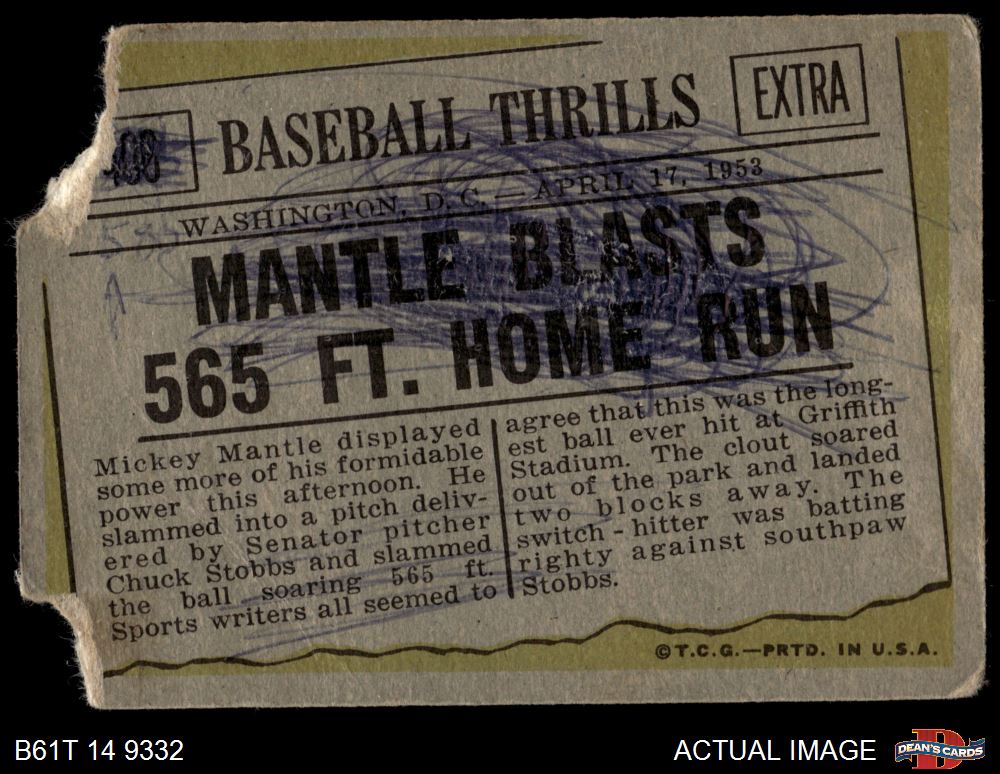 BASEBALL THRILLS
EXTRA
WASHINGTON, D.C.—APRIL 17, 1953
MANTLE BLASTS
565 FT. HOME RUN
Mickey Mantle displayed
some more of his formidable
power this afternoon. He
slammed into a pitch deliv-
ered by Senator pitcher
Chuck Stobbs and slammed
the ball soaring 565 ft.
Sports writers all seemed to
agree that this was the long-
est ball ever hit at Griffith
Stadium. The clout soared
out of the park and landed
two blocks away. The
switch-hitter was batting
righty against southpaw
Stobbs.
©T.C.G.—PRTD. IN U.S.A.
B61T 14 9332
ACTUAL IMAGE
DEAN'S CARDS